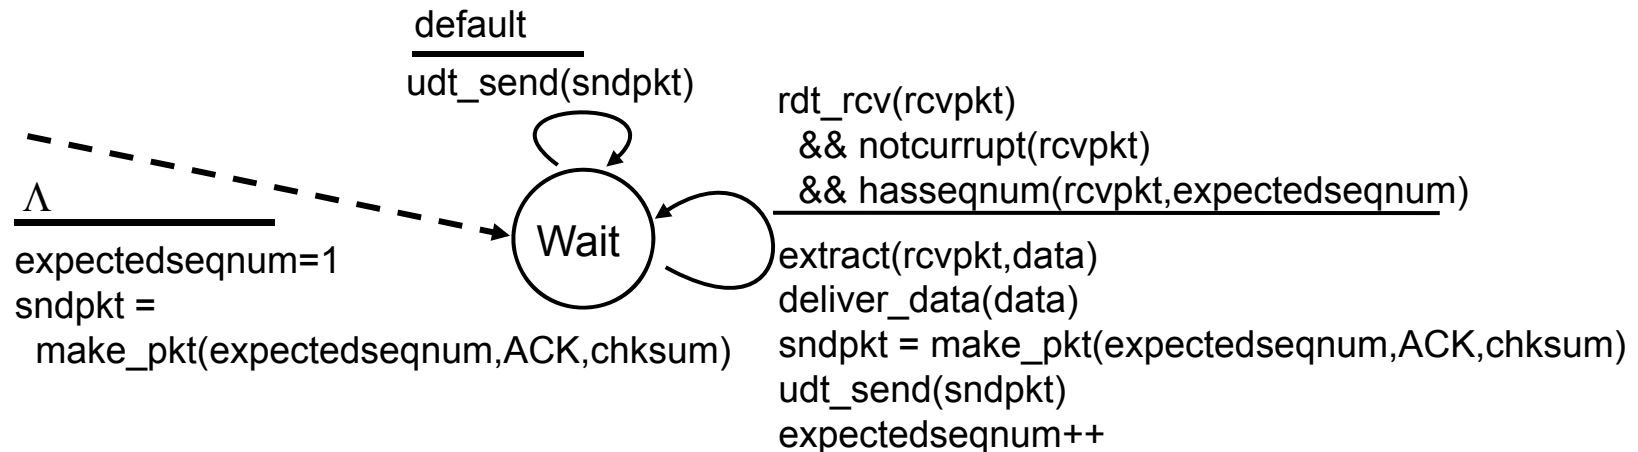 default
udt_send(sndpkt)
rdt_rcv(rcvpkt)
&& notcurrupt(rcvpkt)
&& hasseqnum(rcvpkt,expectedseqnum)
Λ
Wait
expectedseqnum=1
sndpkt =
make_pkt(expectedseqnum,ACK,chksum)
extract(rcvpkt,data)
deliver_data(data)
sndpkt = make_pkt(expectedseqnum,ACK,chksum)
udt_send(sndpkt)
expectedseqnum++